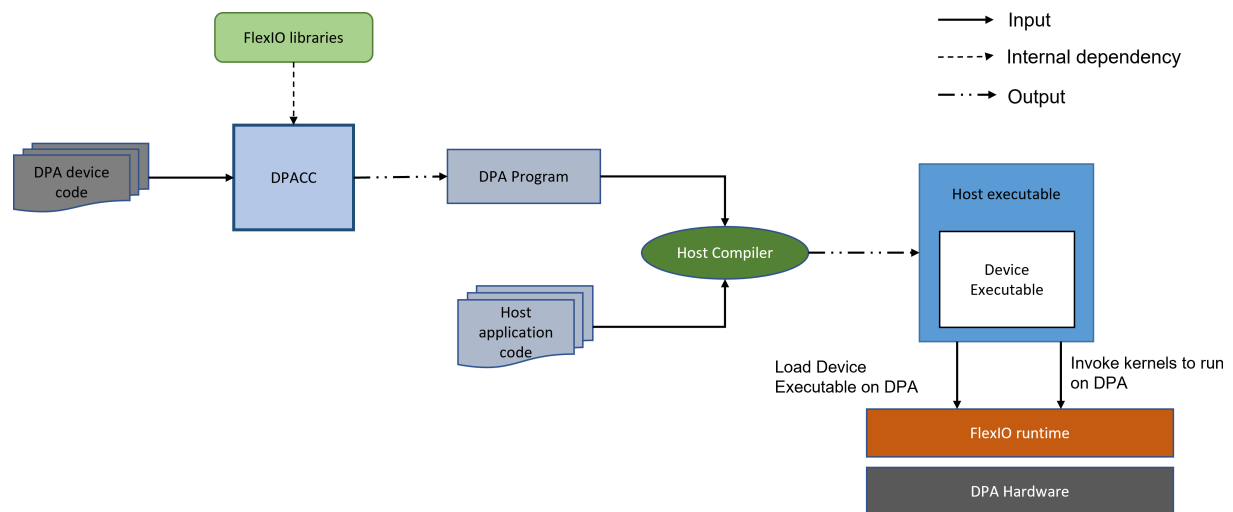 FlexIO libraries
Input
Internal dependency
Output
DPA device
code
DPACC
DPA Program
Host Compiler
Host
application
code
Host executable
Device
Executable
Load Device
Executable on DPA
Invoke kernels to run
on DPA
FlexIO runtime
DPA Hardware